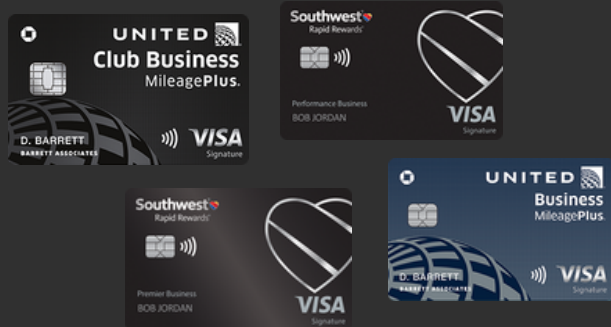 UNITED
Club Business
MileagePlus.
D. BARRETT
BARRETT ASSOCIATES
VISA
Signature
Southwest
Rapid Rewards
Performance Business
BOB JORDAN
VISA
Signature
Southwest
Rapid Rewards
Premier Business
BOB JORDAN
VISA
Signature
UNITED
Business
MileagePlus.
D. BARRETT
BARRETT ASSOCIATES
VISA
Signature